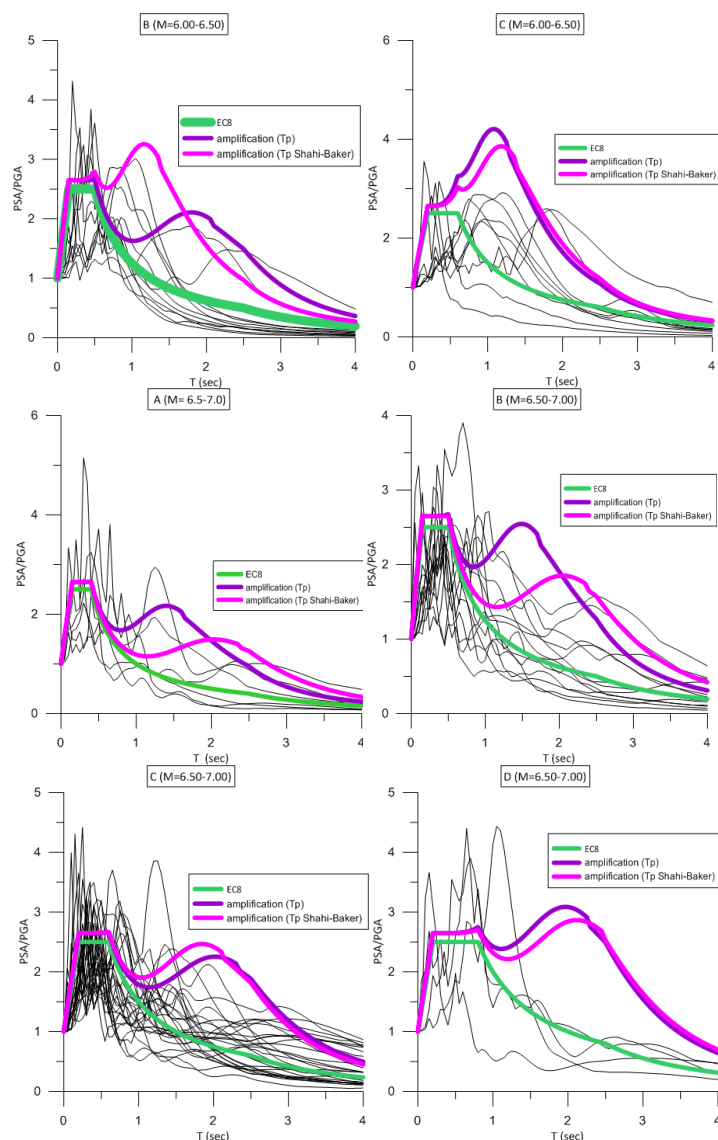 B (M=6.00-6.50)
5
4
3
2
1
0
PSA/PGA
EC8
amplification (Tp)
amplification (Tp Shahi-Baker)
0 1 2 3 4
T (sec)
C (M=6.00-6.50)
6
4
2
0
PSA/PGA
EC8
amplification (Tp)
amplification (Tp Shahi-Baker)
0 1 2 3 4
T (sec)
A (M= 6.5-7.0)
6
4
2
0
PSA/PGA
EC8
amplification (Tp)
amplification (Tp Shahi-Baker)
0 1 2 3 4
T (sec)
B (M=6.50-7.00)
4
3
2
1
0
PSA/PGA
EC8
amplification (Tp)
amplification (Tp Shahi-Baker)
0 1 2 3 4
T (sec)
C (M=6.50-7.00)
5
4
3
2
1
0
PSA/PGA
EC8
amplification (Tp)
amplification (Tp Shahi-Baker)
0 1 2 3 4
T (sec)
D (M=6.50-7.00)
5
4
3
2
1
0
PSA/PGA
EC8
amplification (Tp)
amplification (Tp Shahi-Baker)
0 1 2 3 4
T (sec)